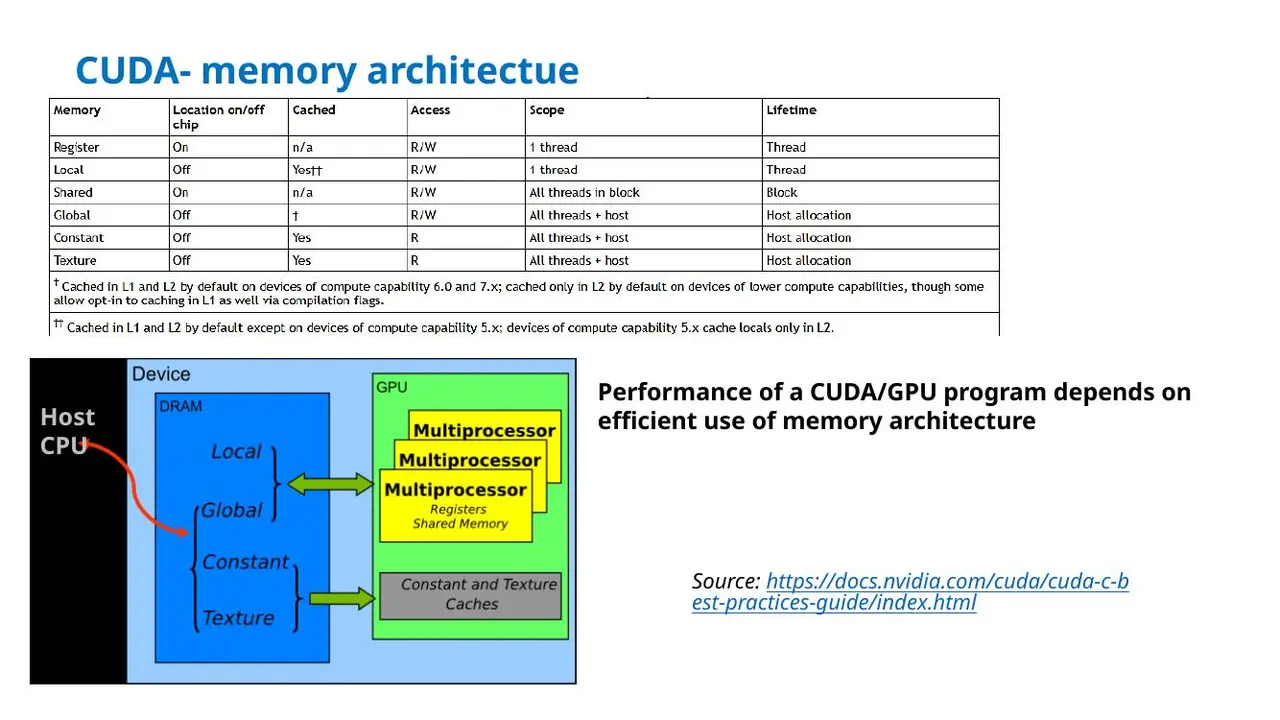 CUDA- memory architectue
Memory Location on/off chip Cached Access Scope Lifetime
Register On n/a R/W 1 thread Thread
Local Off Yes†† R/W 1 thread Thread
Shared On n/a R/W All threads in block Block
Global Off † R/W All threads + host Host allocation
Constant Off Yes R All threads + host Host allocation
Texture Off Yes R All threads + host Host allocation
† Cached in L1 and L2 by default on devices of compute capability 6.0 and 7.x; cached only in L2 by default on devices of lower compute capabilities, though some
allow opt-in to caching in L1 as well via compilation flags.
†† Cached in L1 and L2 by default except on devices of compute capability 5.x; devices of compute capability 5.x cache locals only in L2.
Host
CPU
Device
DRAM
Local
Global
Constant
Texture
GPU
Multiprocessor
Multiprocessor
Multiprocessor
Registers
Shared Memory
Constant and Texture
Caches
Performance of a CUDA/GPU program depends on
efficient use of memory architecture
Source: https://docs.nvidia.com/cuda/cuda-c-b
est-practices-guide/index.html